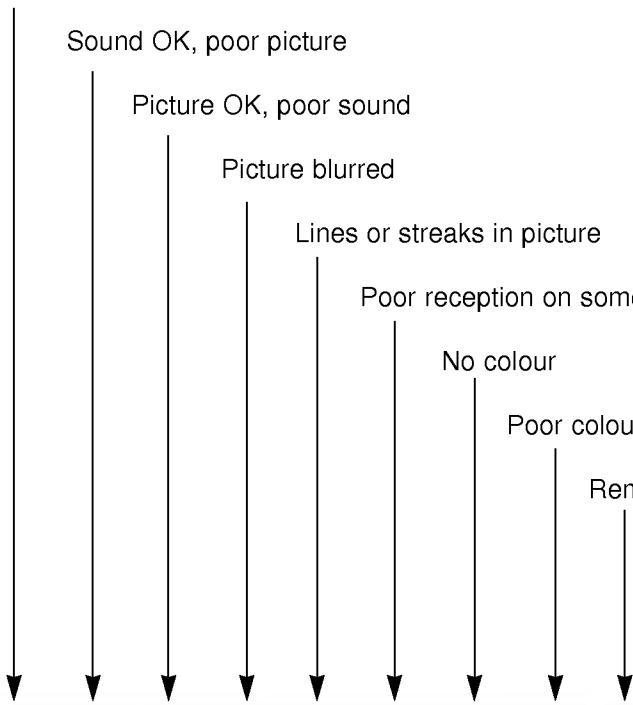 Sound OK, poor picture
Picture OK, poor sound
Picture blurred
Lines or streaks in picture
Poor reception on some
No colour
Poor colou
Rem